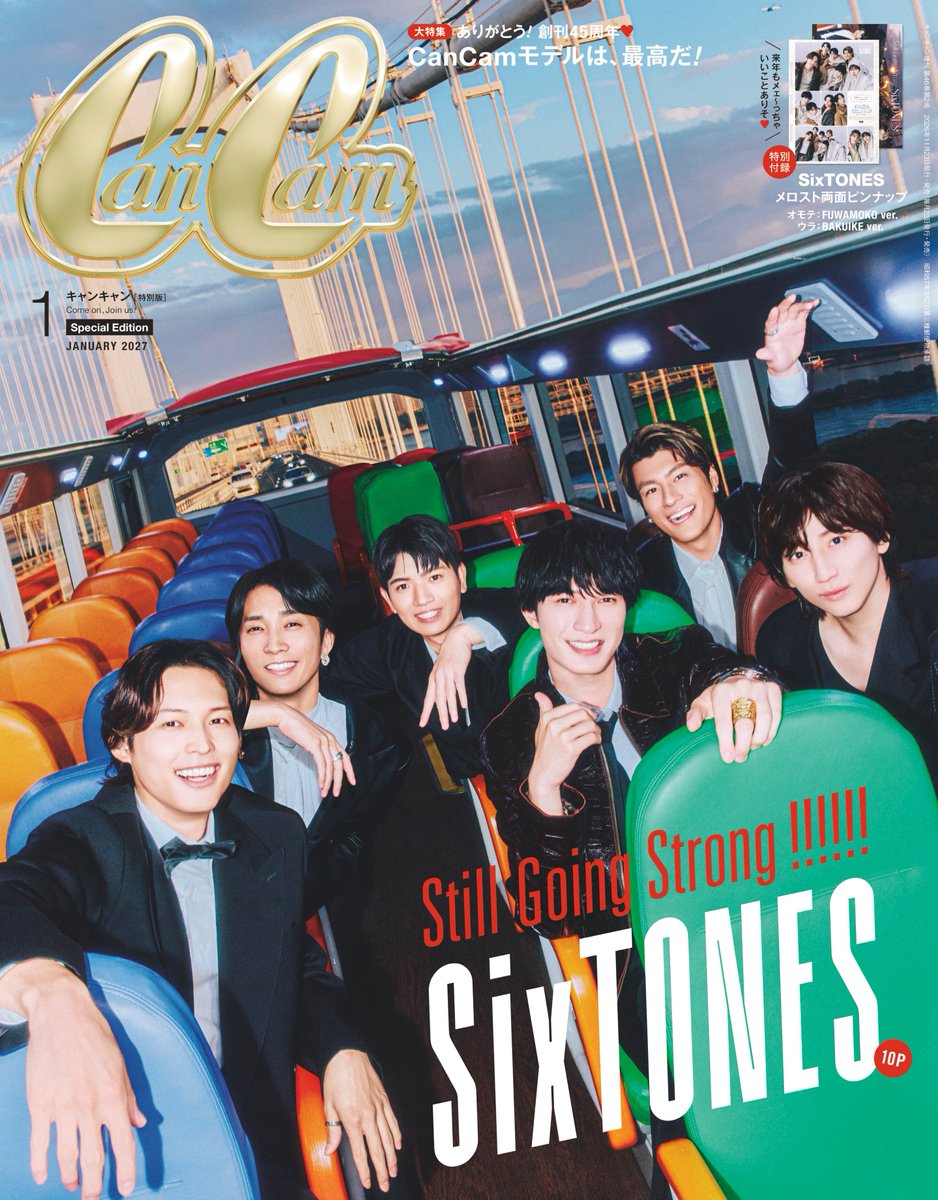 CanCam
大特集 ありがとう! 創刊45周年♥
CanCamモデルは、最高だ!
来年もメェ〜っちゃ
いいことありそ♥
特別
付録
SixTONES
メロスト両面ピンナップ
オモテ:FUWAMOKO ver.
ウラ:BAKUIKE ver.
1
キャンキャン[特別版]
Come on, Join us!
Special Edition
JANUARY 2027
Still Going Strong !!!!!!
SixTONES
10P